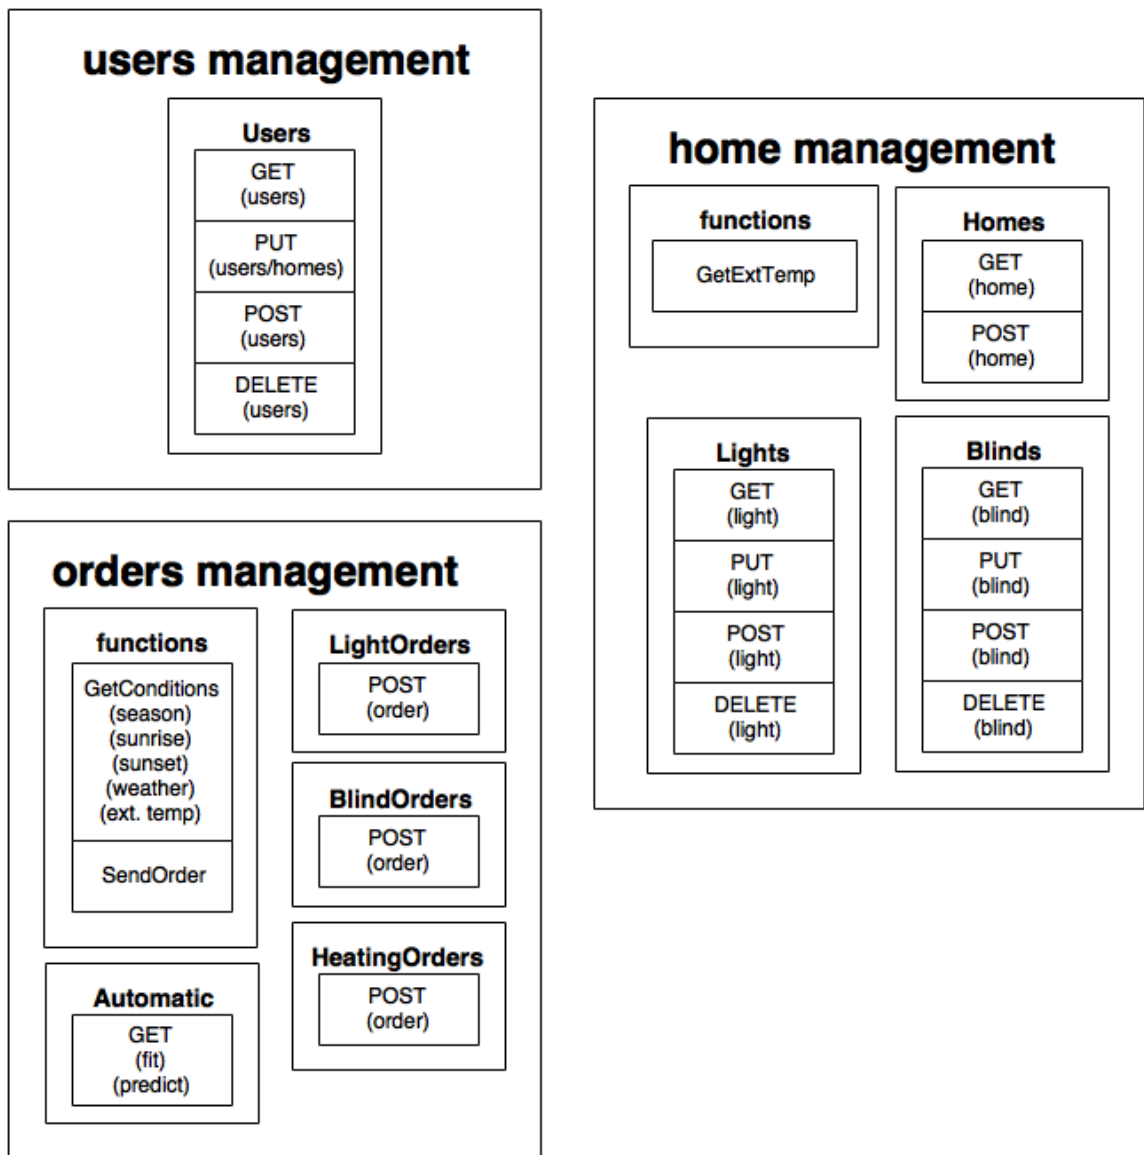 users management
Users
GET
(users)
PUT
(users/homes)
POST
(users)
DELETE
(users)
home management
functions
GetExtTemp
Homes
GET
(home)
POST
(home)
Lights
GET
(light)
PUT
(light)
POST
(light)
DELETE
(light)
Blinds
GET
(blind)
PUT
(blind)
POST
(blind)
DELETE
(blind)
orders management
functions
GetConditions
(season)
(sunrise)
(sunset)
(weather)
(ext. temp)
SendOrder
LightOrders
POST
(order)
BlindOrders
POST
(order)
HeatingOrders
POST
(order)
Automatic
GET
(fit)
(predict)